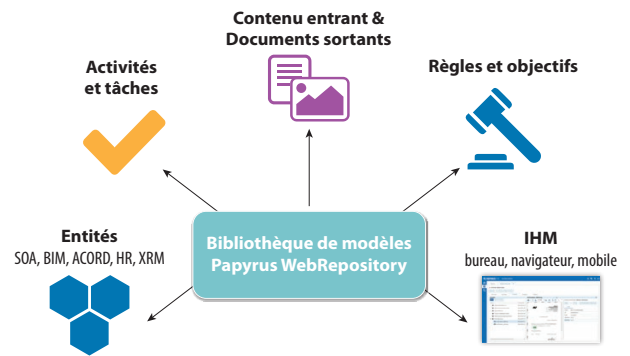 Contenu entrant &
Documents sortants
Activités
et tâches
Règles et objectifs
Bibliothèque de modèles
Papyrus WebRepository
Entités
SOA, BIM, ACORD, HR, XRM
IHM
bureau, navigateur, mobile